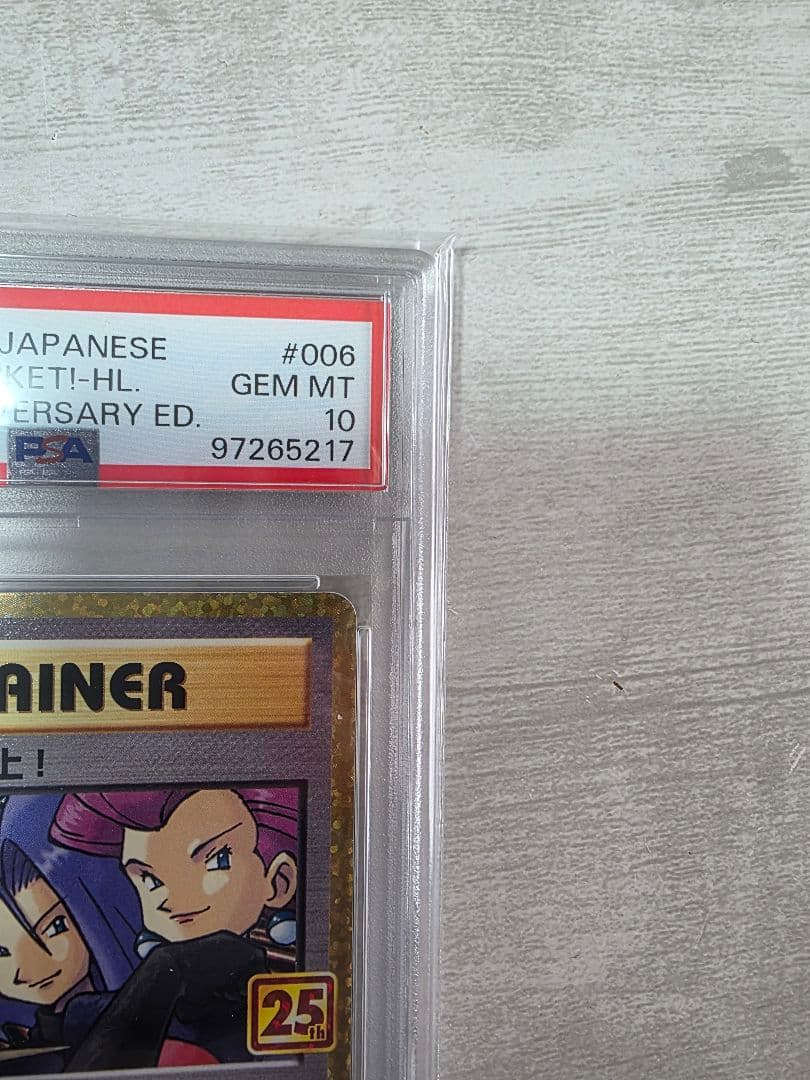 JAPANESE #006
KET!-HL. GEM MT
ERSARY ED. 10
PSA 97265217
AINER
上!
25th